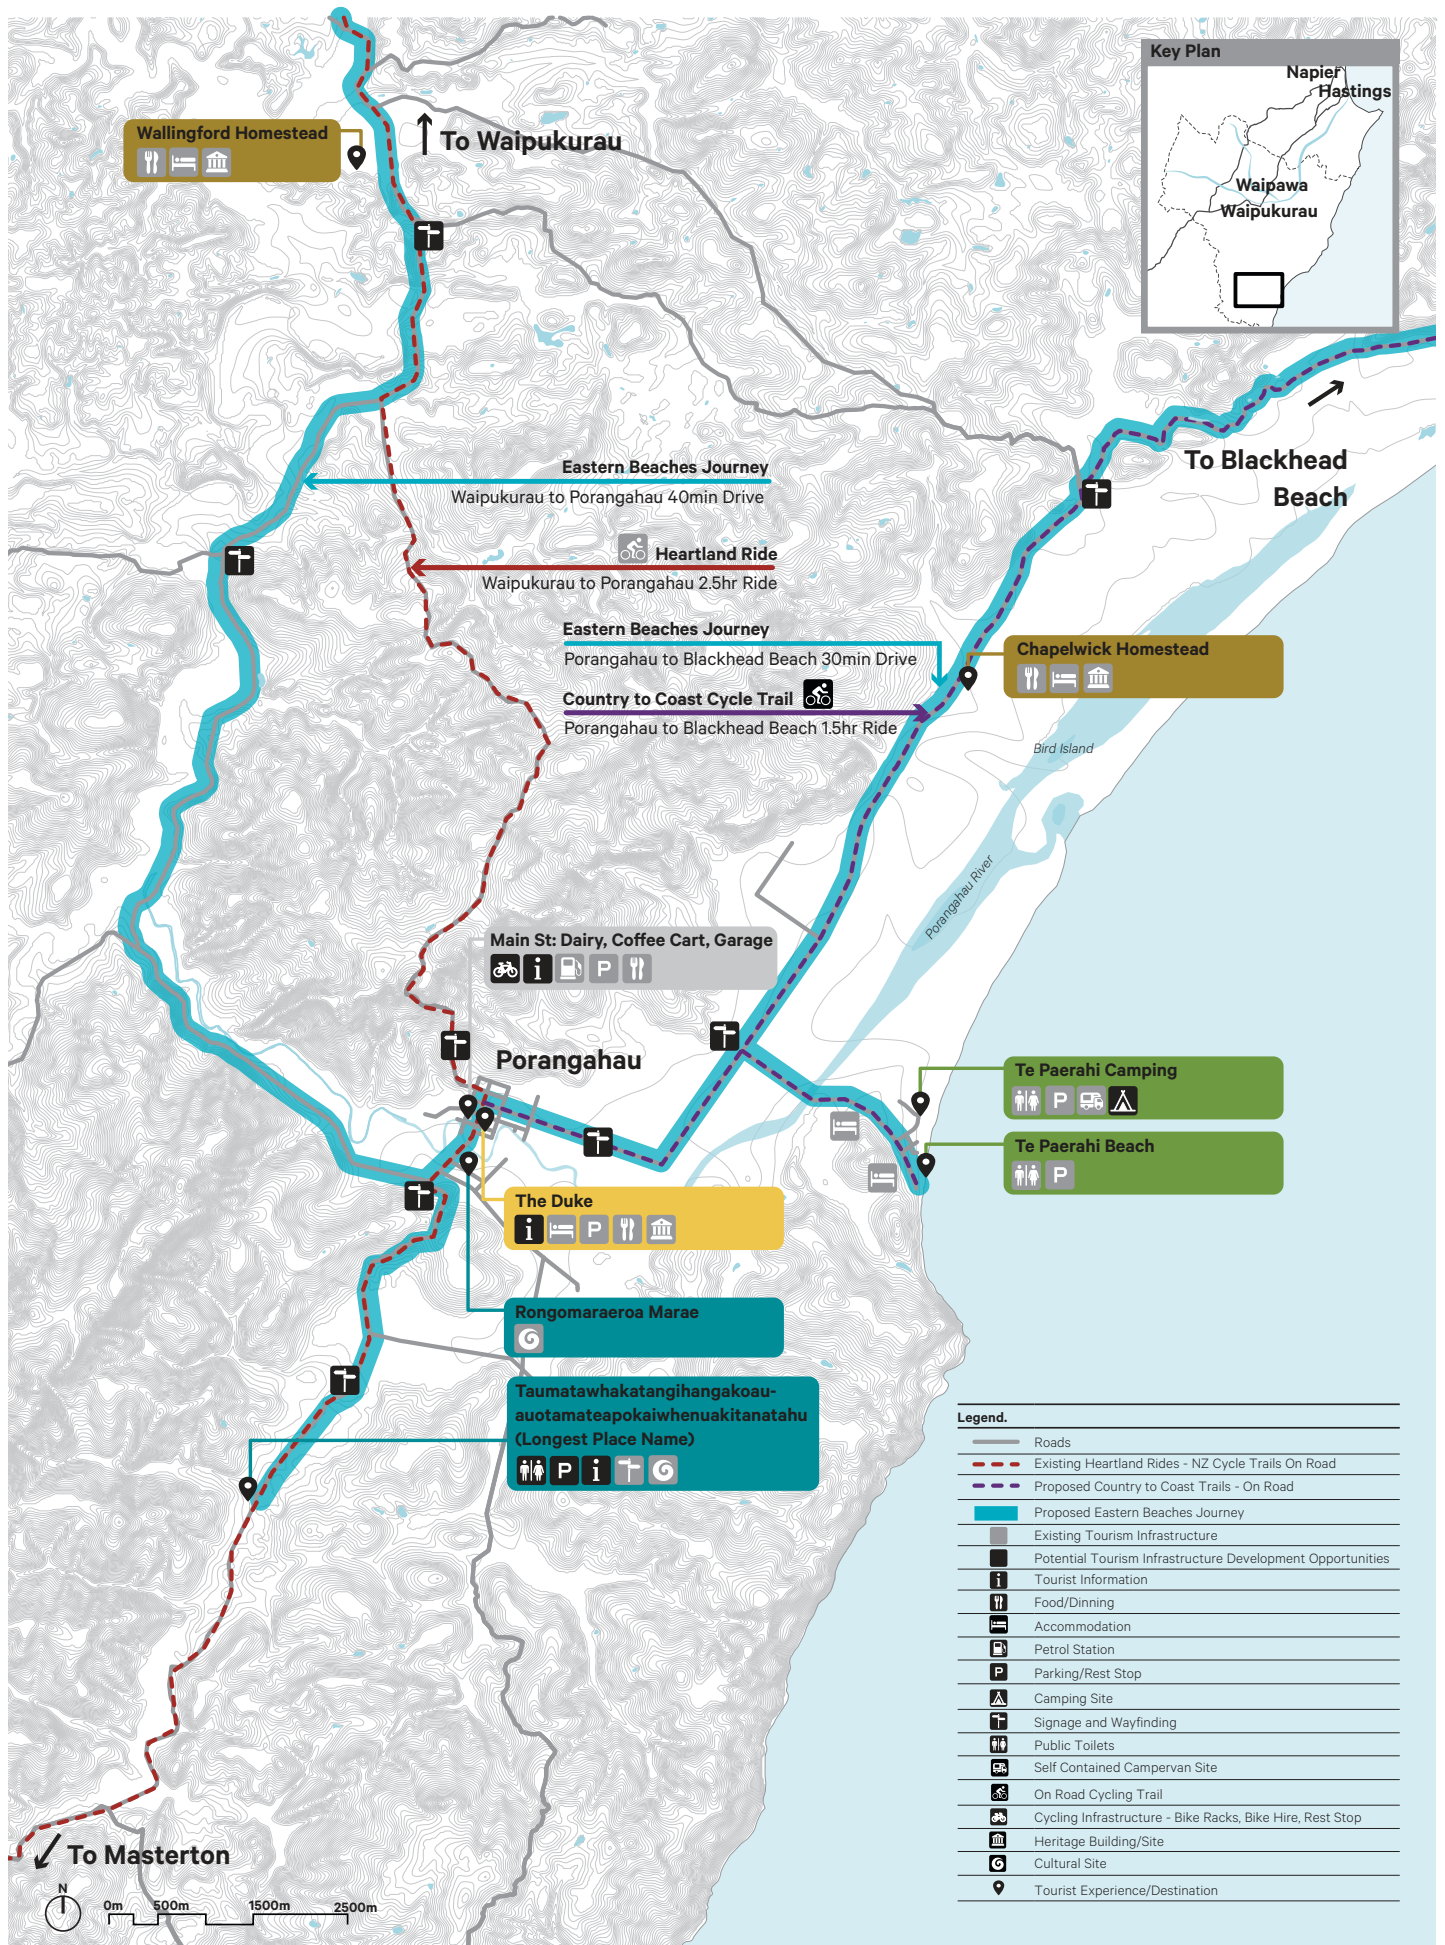 Key Plan
Napier
Hastings
Waipawa
Waipukurau
Wallingford Homestead
To Waipukurau
To Blackhead
Beach
Eastern Beaches Journey
Waipukurau to Porangahau 40min Drive
Heartland Ride
Waipukurau to Porangahau 2.5hr Ride
Eastern Beaches Journey
Porangahau to Blackhead Beach 30min Drive
Country to Coast Cycle Trail
Porangahau to Blackhead Beach 1.5hr Ride
Chapelwick Homestead
Bird Island
Porangahau River
Main St: Dairy, Coffee Cart, Garage
i P
Porangahau
Te Paerahi Camping
P
Te Paerahi Beach
P
The Duke
i P
Rongomaraeroa Marae
Taumatawhakatangihangakoau-
auotamateapokaiwhenuakitanatahu
(Longest Place Name)
P i
Legend.
Roads
Existing Heartland Rides - NZ Cycle Trails On Road
Proposed Country to Coast Trails - On Road
Proposed Eastern Beaches Journey
Existing Tourism Infrastructure
Potential Tourism Infrastructure Development Opportunities
i Tourist Information
Food/Dinning
Accommodation
Petrol Station
P Parking/Rest Stop
Camping Site
Signage and Wayfinding
Public Toilets
Self Contained Campervan Site
On Road Cycling Trail
Cycling Infrastructure - Bike Racks, Bike Hire, Rest Stop
Heritage Building/Site
Cultural Site
Tourist Experience/Destination
To Masterton
N
0m 500m 1500m 2500m